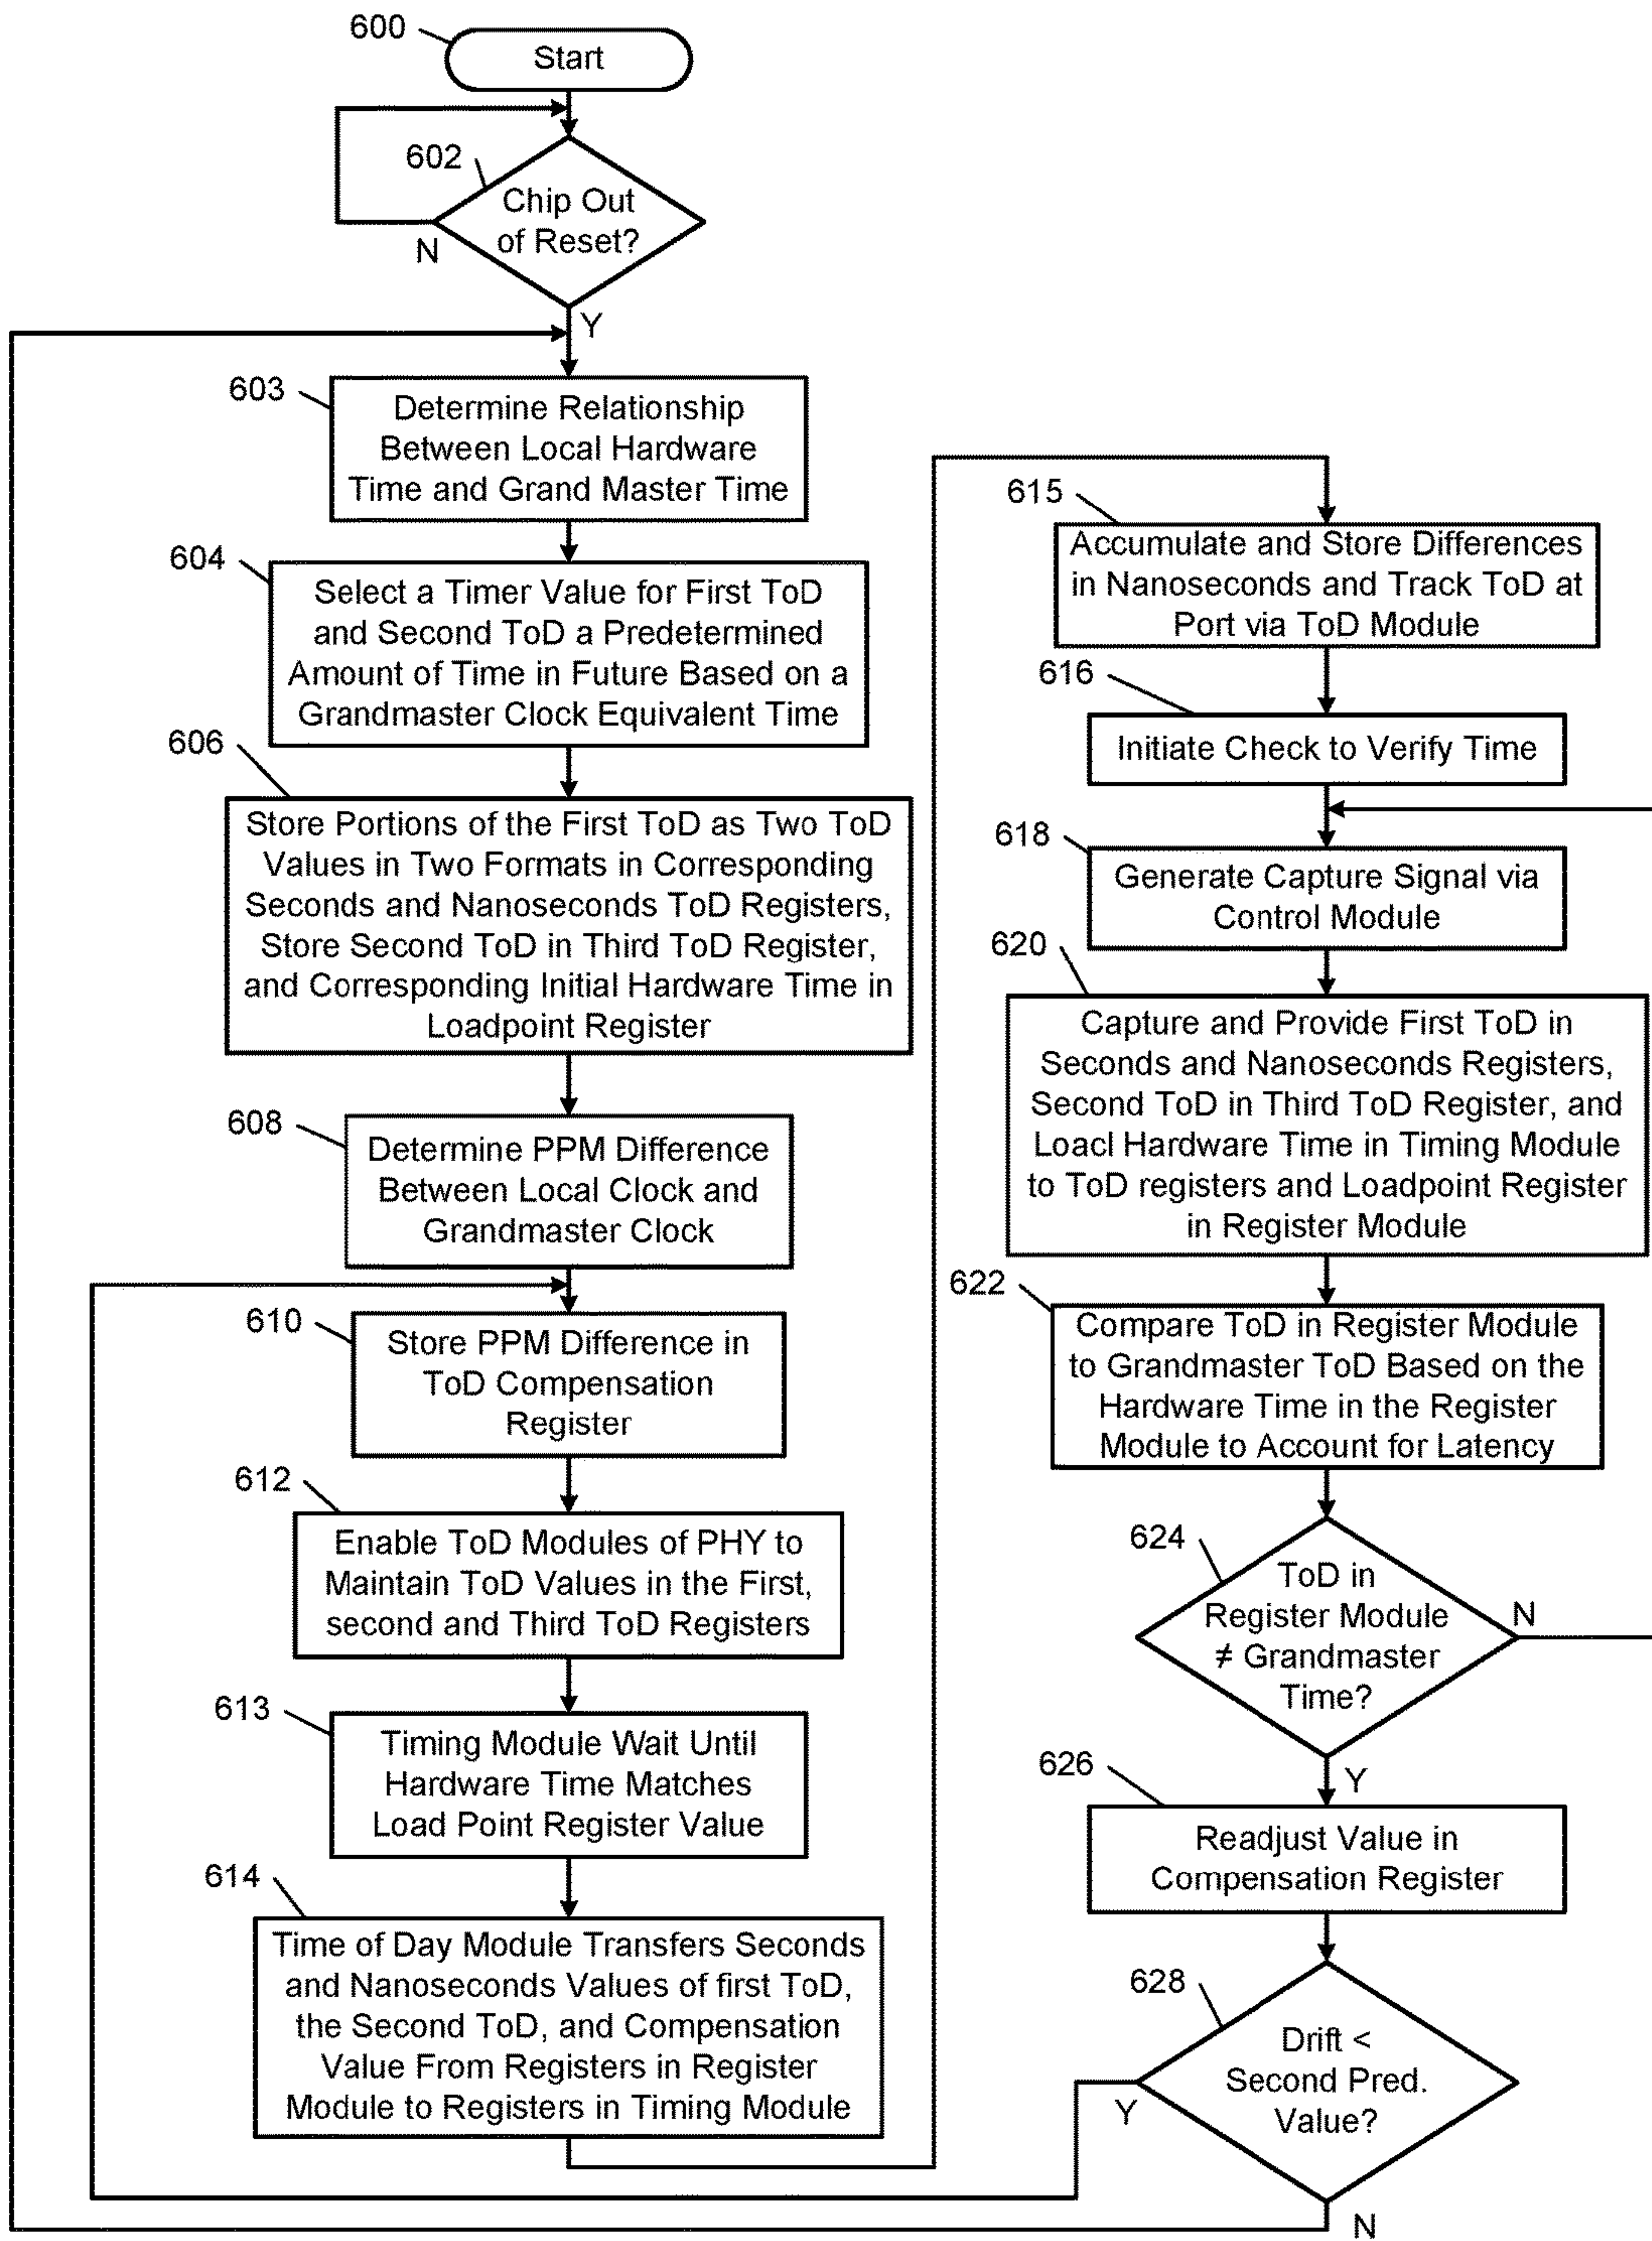 600
Start
602
Chip Out
of Reset?
N
Y
603
Determine Relationship
Between Local Hardware
Time and Grand Master Time
604
Select a Timer Value for First ToD
and Second ToD a Predetermined
Amount of Time in Future Based on a
Grandmaster Clock Equivalent Time
606
Store Portions of the First ToD as Two ToD
Values in Two Formats in Corresponding
Seconds and Nanoseconds ToD Registers,
Store Second ToD in Third ToD Register,
and Corresponding Initial Hardware Time in
Loadpoint Register
608
Determine PPM Difference
Between Local Clock and
Grandmaster Clock
610
Store PPM Difference in
ToD Compensation
Register
612
Enable ToD Modules of PHY to
Maintain ToD Values in the First,
second and Third ToD Registers
613
Timing Module Wait Until
Hardware Time Matches
Load Point Register Value
614
Time of Day Module Transfers Seconds
and Nanoseconds Values of first ToD,
the Second ToD, and Compensation
Value From Registers in Register
Module to Registers in Timing Module
615
Accumulate and Store Differences
in Nanoseconds and Track ToD at
Port via ToD Module
616
Initiate Check to Verify Time
618
Generate Capture Signal via
Control Module
620
Capture and Provide First ToD in
Seconds and Nanoseconds Registers,
Second ToD in Third ToD Register, and
Loacl Hardware Time in Timing Module
to ToD registers and Loadpoint Register
in Register Module
622
Compare ToD in Register Module
to Grandmaster ToD Based on the
Hardware Time in the Register
Module to Account for Latency
624
ToD in
Register Module
≠ Grandmaster
Time?
N
Y
626
Readjust Value in
Compensation Register
628
Drift <
Second Pred.
Value?
Y
N